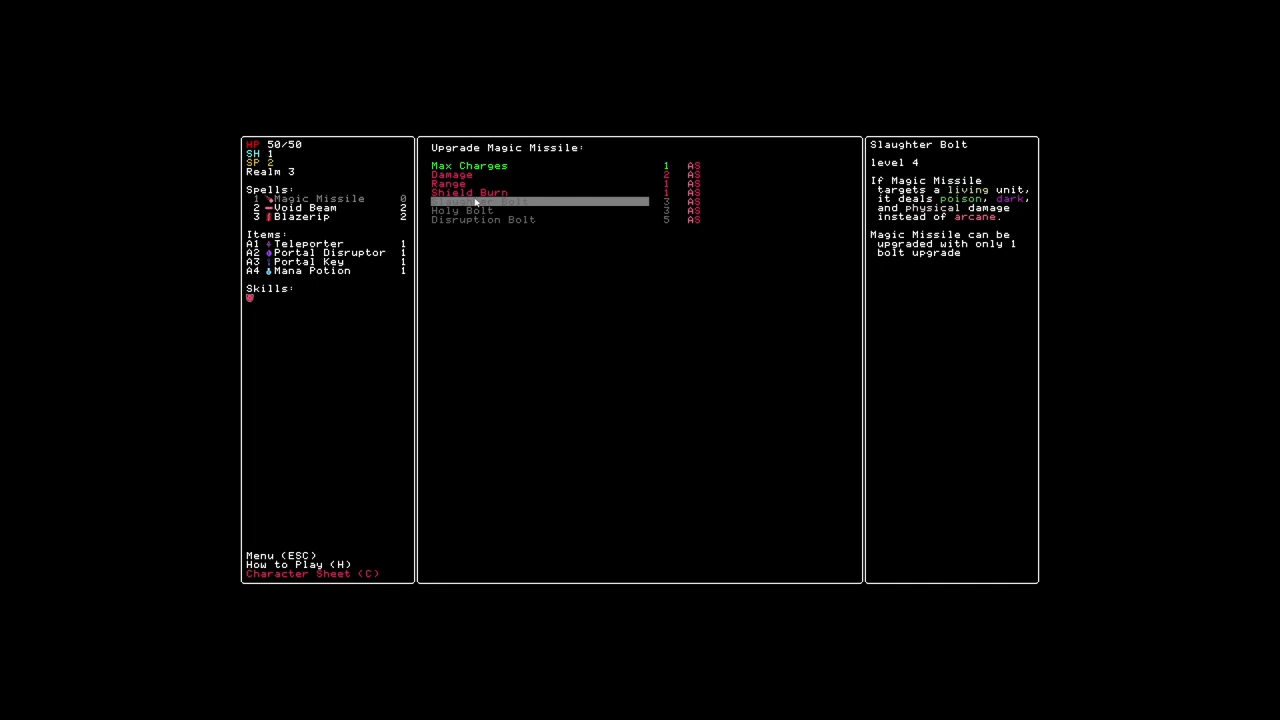 HP 50/50
SH 1
SP 2
Realm 3
Spells:
1 Magic Missile 0
2 Void Beam 2
3 Blazerip 2
Items:
A1 Teleporter 1
A2 Portal Disruptor 1
A3 Portal Key 1
A4 Mana Potion 1
Skills:
Menu (ESC)
How to Play (H)
Character Sheet (C)
Upgrade Magic Missile:
Max Charges 1 AS
Damage 2 AS
Range 1 AS
Shield Burn 1 AS
Slaughter Bolt 3 AS
Holy Bolt 3 AS
Disruption Bolt 5 AS
Slaughter Bolt
level 4
If Magic Missile
targets a living unit,
it deals poison, dark,
and physical damage
instead of arcane.
Magic Missile can be
upgraded with only 1
bolt upgrade